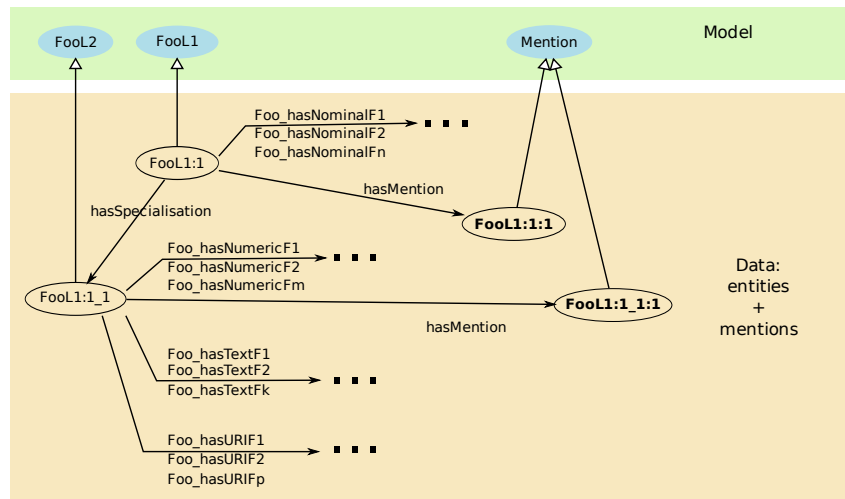 FooL2
FooL1
Mention
Model
Foo_hasNominalF1
Foo_hasNominalF2
Foo_hasNominalFn
FooL1:1
hasMention
hasSpecialisation
FooL1:1:1
Foo_hasNumericF1
Foo_hasNumericF2
Foo_hasNumericFm
FooL1:1_1
FooL1:1_1:1
hasMention
Data:
entities
+
mentions
Foo_hasTextF1
Foo_hasTextF2
Foo_hasTextFk
Foo_hasURIF1
Foo_hasURIF2
Foo_hasURIFp